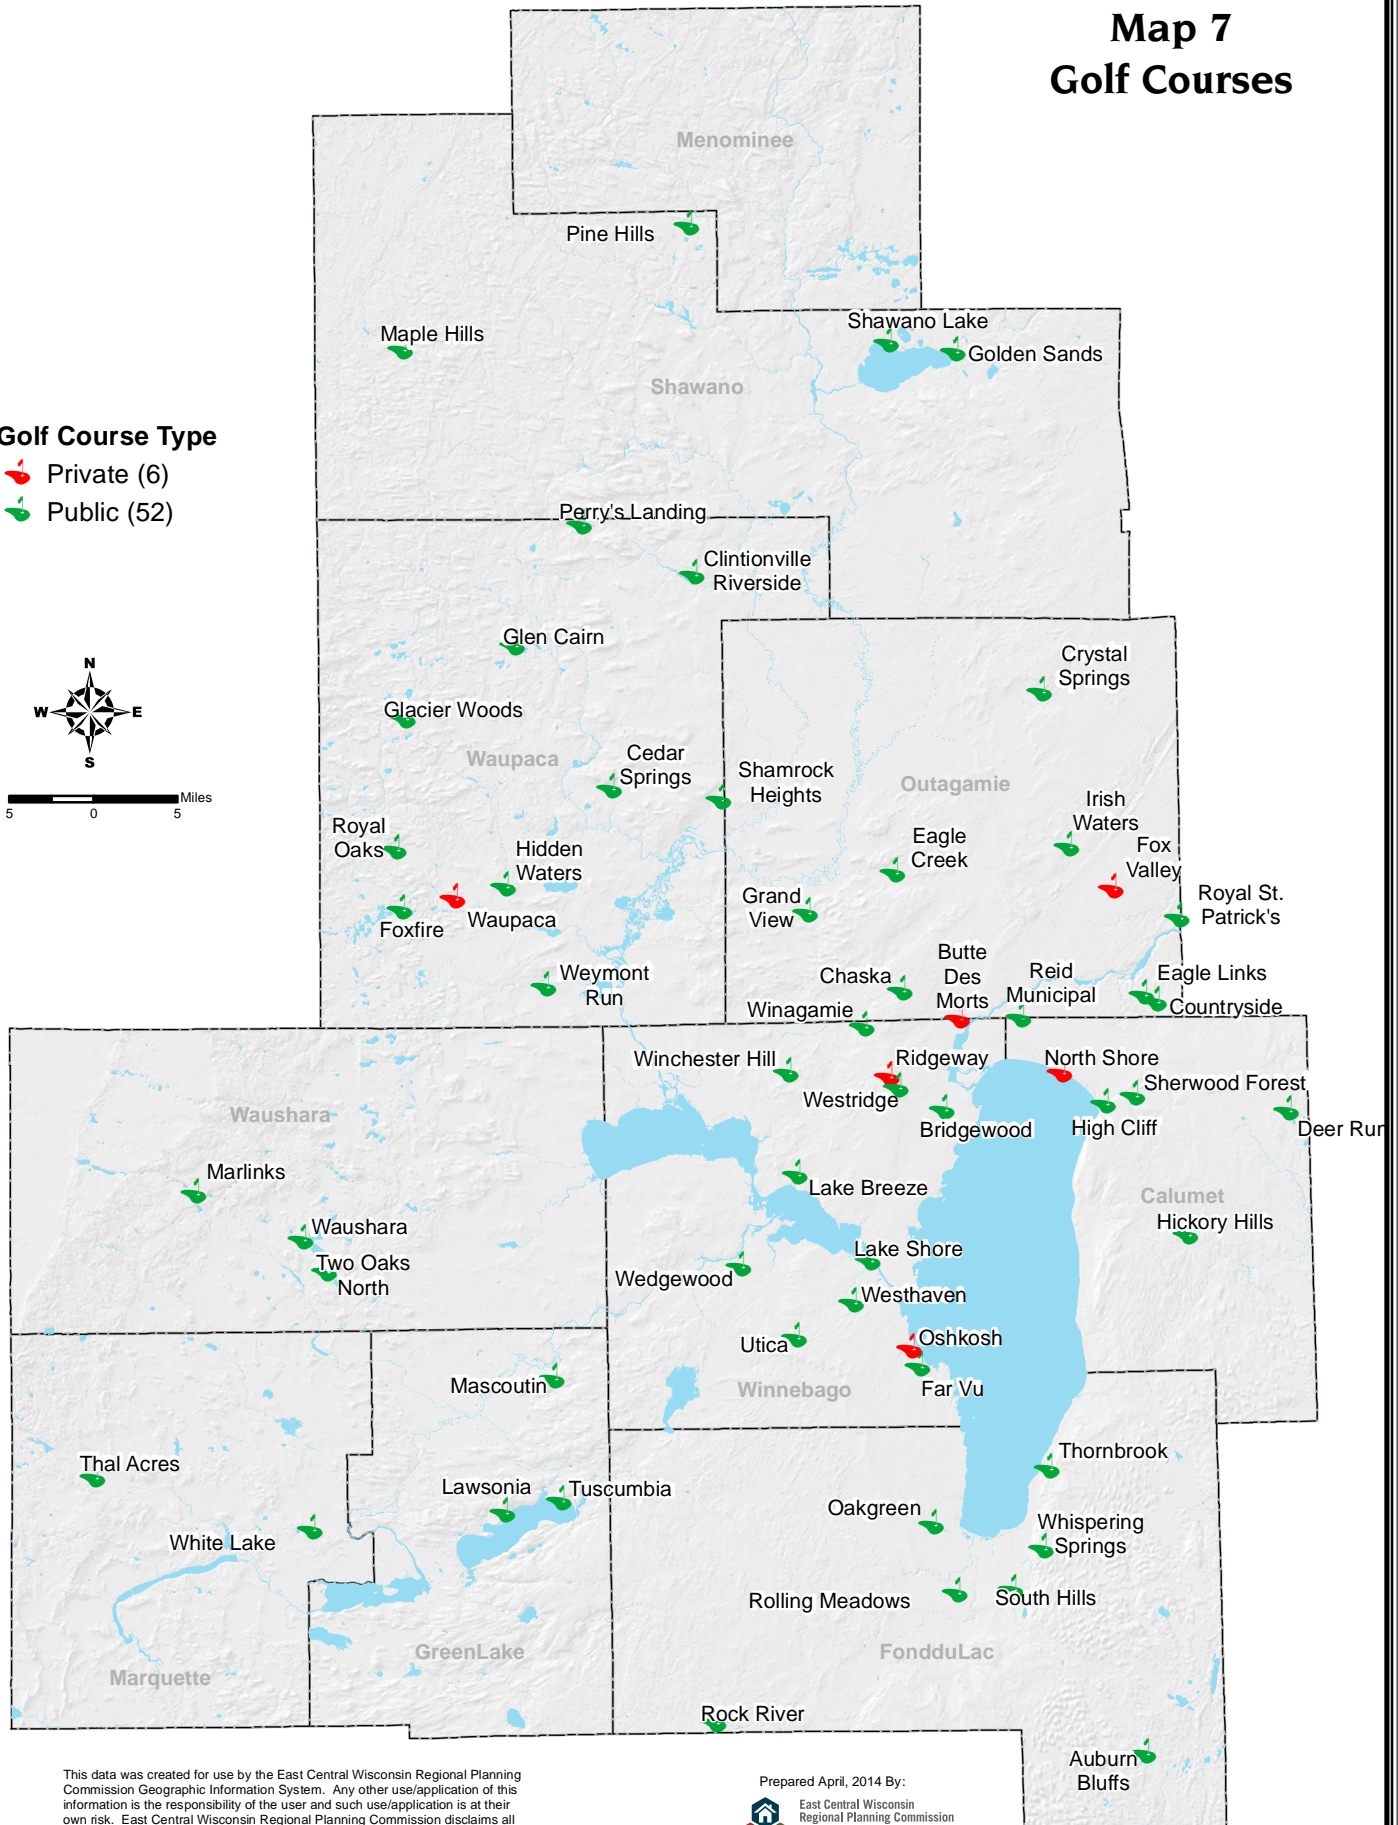 Map 7
Golf Courses
Menominee
Pine Hills
Shawano Lake
Maple Hills
Golden Sands
Shawano
Golf Course Type
Private (6)
Public (52)
Perry's Landing
Clintionville
Riverside
Glen Cairn
Crystal
Springs
N
W
E
S
Glacier Woods
Waupaca
Cedar
Springs
Shamrock
Heights
Outagamie
Miles
5
0
5
Irish
Waters
Royal
Oaks
Hidden
Waters
Eagle
Creek
Fox
Valley
Grand
View
Royal St.
Patrick's
Foxfire
Waupaca
Butte
Des
Morts
Weymont
Run
Chaska
Reid
Municipal
Eagle Links
Countryside
Winagamie
Winchester Hill
Ridgeway
North Shore
Sherwood Forest
Westridge
Bridgewood
High Cliff
Deer Run
Waushara
Marlinks
Lake Breeze
Calumet
Hickory Hills
Waushara
Two Oaks
North
Lake Shore
Wedgewood
Westhaven
Utica
Oshkosh
Mascoutin
Winnebago
Far Vu
Thal Acres
Thornbrook
Lawsonia
Tuscumbia
Oakgreen
Whispering
Springs
White Lake
Rolling Meadows
South Hills
GreenLake
FondduLac
Marquette
Rock River
Auburn
Bluffs
This data was created for use by the East Central Wisconsin Regional Planning
Commission Geographic Information System.  Any other use/application of this
information is the responsibility of the user and such use/application is at their
own risk.  East Central Wisconsin Regional Planning Commission disclaims all
Prepared April, 2014 By:
East Central Wisconsin
Regional Planning Commission